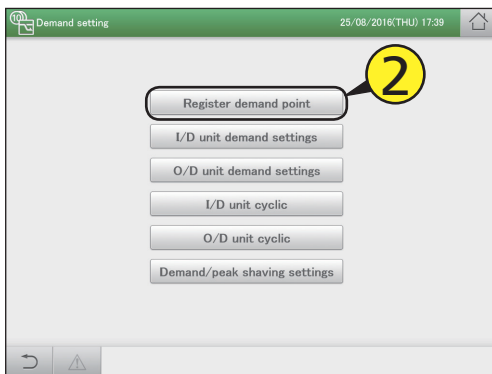 10 Demand setting 25/08/2016(THU) 17:39
2
Register demand point
I/D unit demand settings
O/D unit demand settings
I/D unit cyclic
O/D unit cyclic
Demand/peak shaving settings